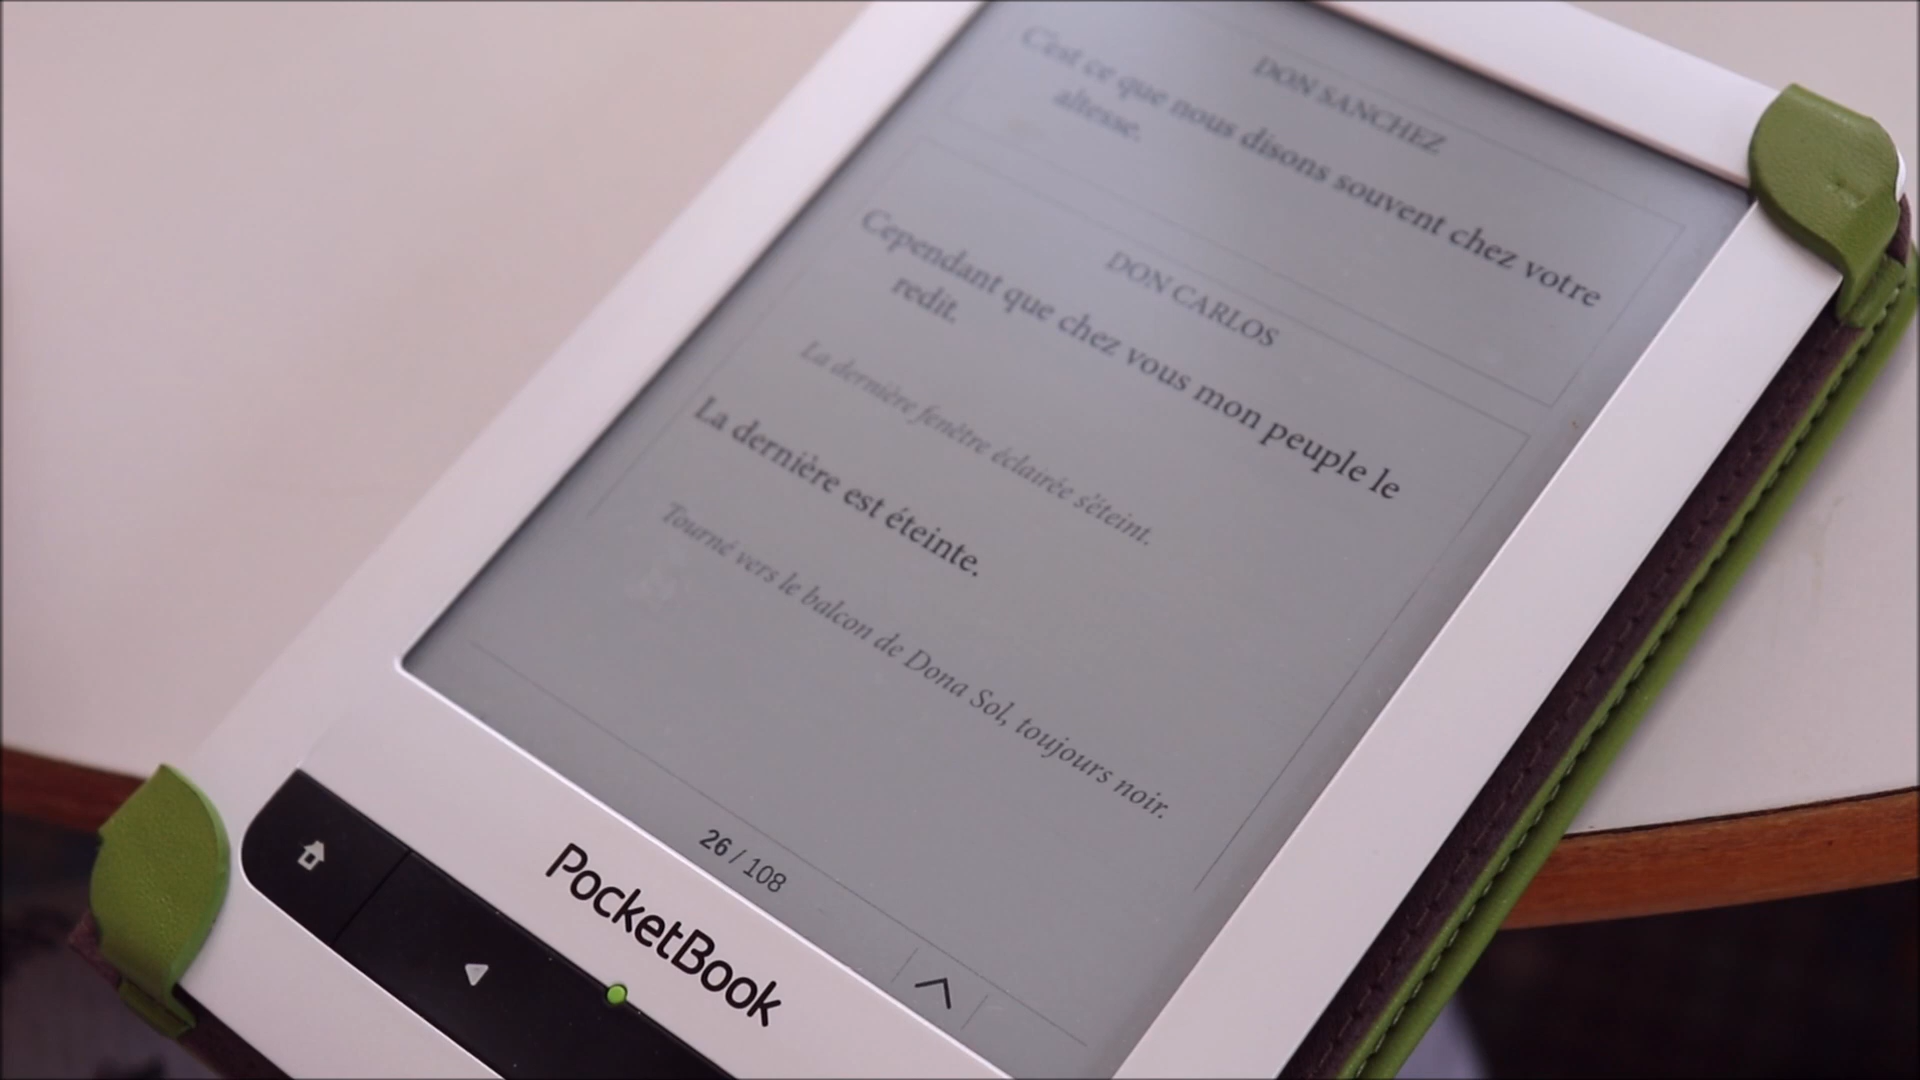 DON SANCHEZ
C'est ce que nous disons souvent chez votre
altesse.
DON CARLOS
Cependant que chez vous mon peuple le
redit.
La dernière fenêtre éclairée s'éteint.
La dernière est éteinte.
Tourné vers le balcon de Dona Sol, toujours noir.
26 / 108
PocketBook